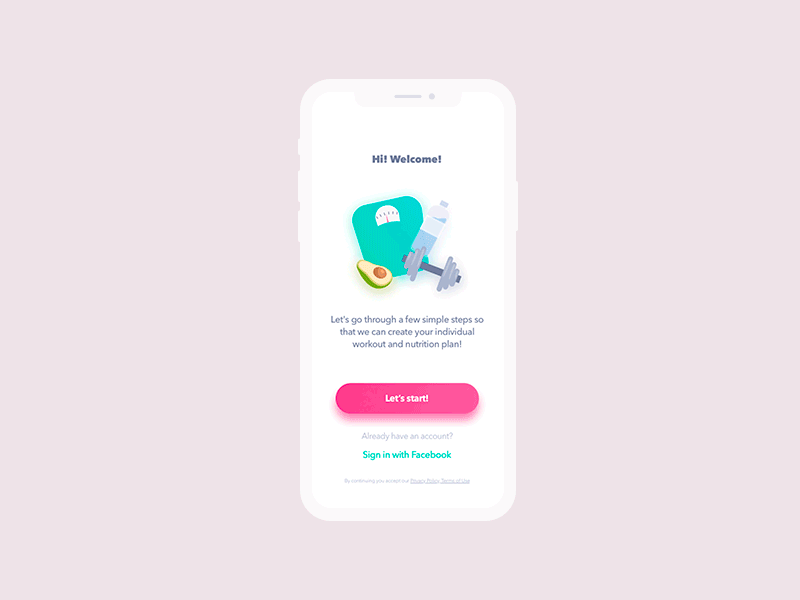 Hi! Welcome!
Let's go through a few simple steps so
that we can create your individual
workout and nutrition plan!
Let's start!
Already have an account?
Sign in with Facebook
By continuing you accept our Privacy Policy, Terms of Use